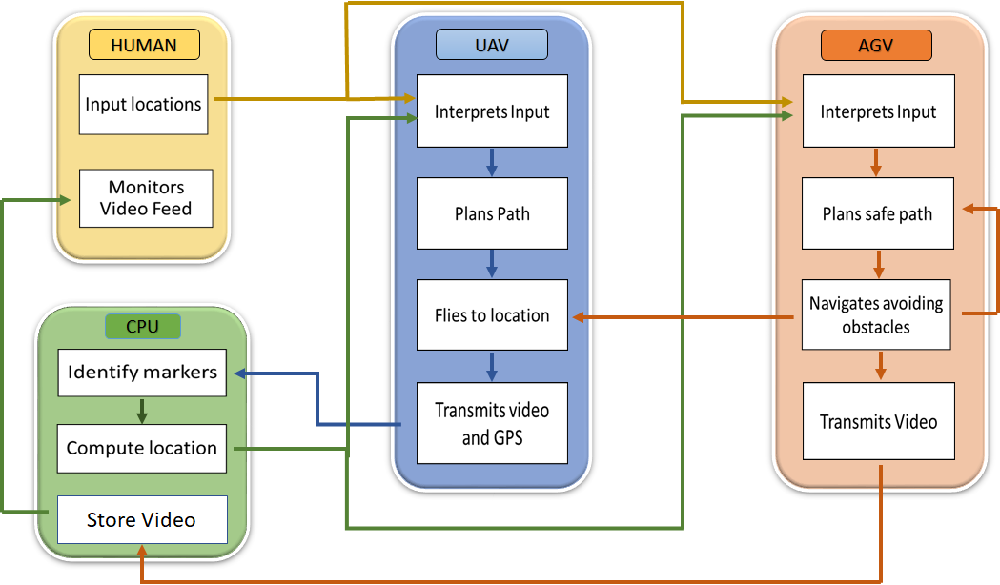 HUMAN
Input locations
Monitors
Video Feed
CPU
Identify markers
Compute location
Store Video
UAV
Interprets Input
Plans Path
Flies to location
Transmits video
and GPS
AGV
Interprets Input
Plans safe path
Navigates avoiding
obstacles
Transmits Video